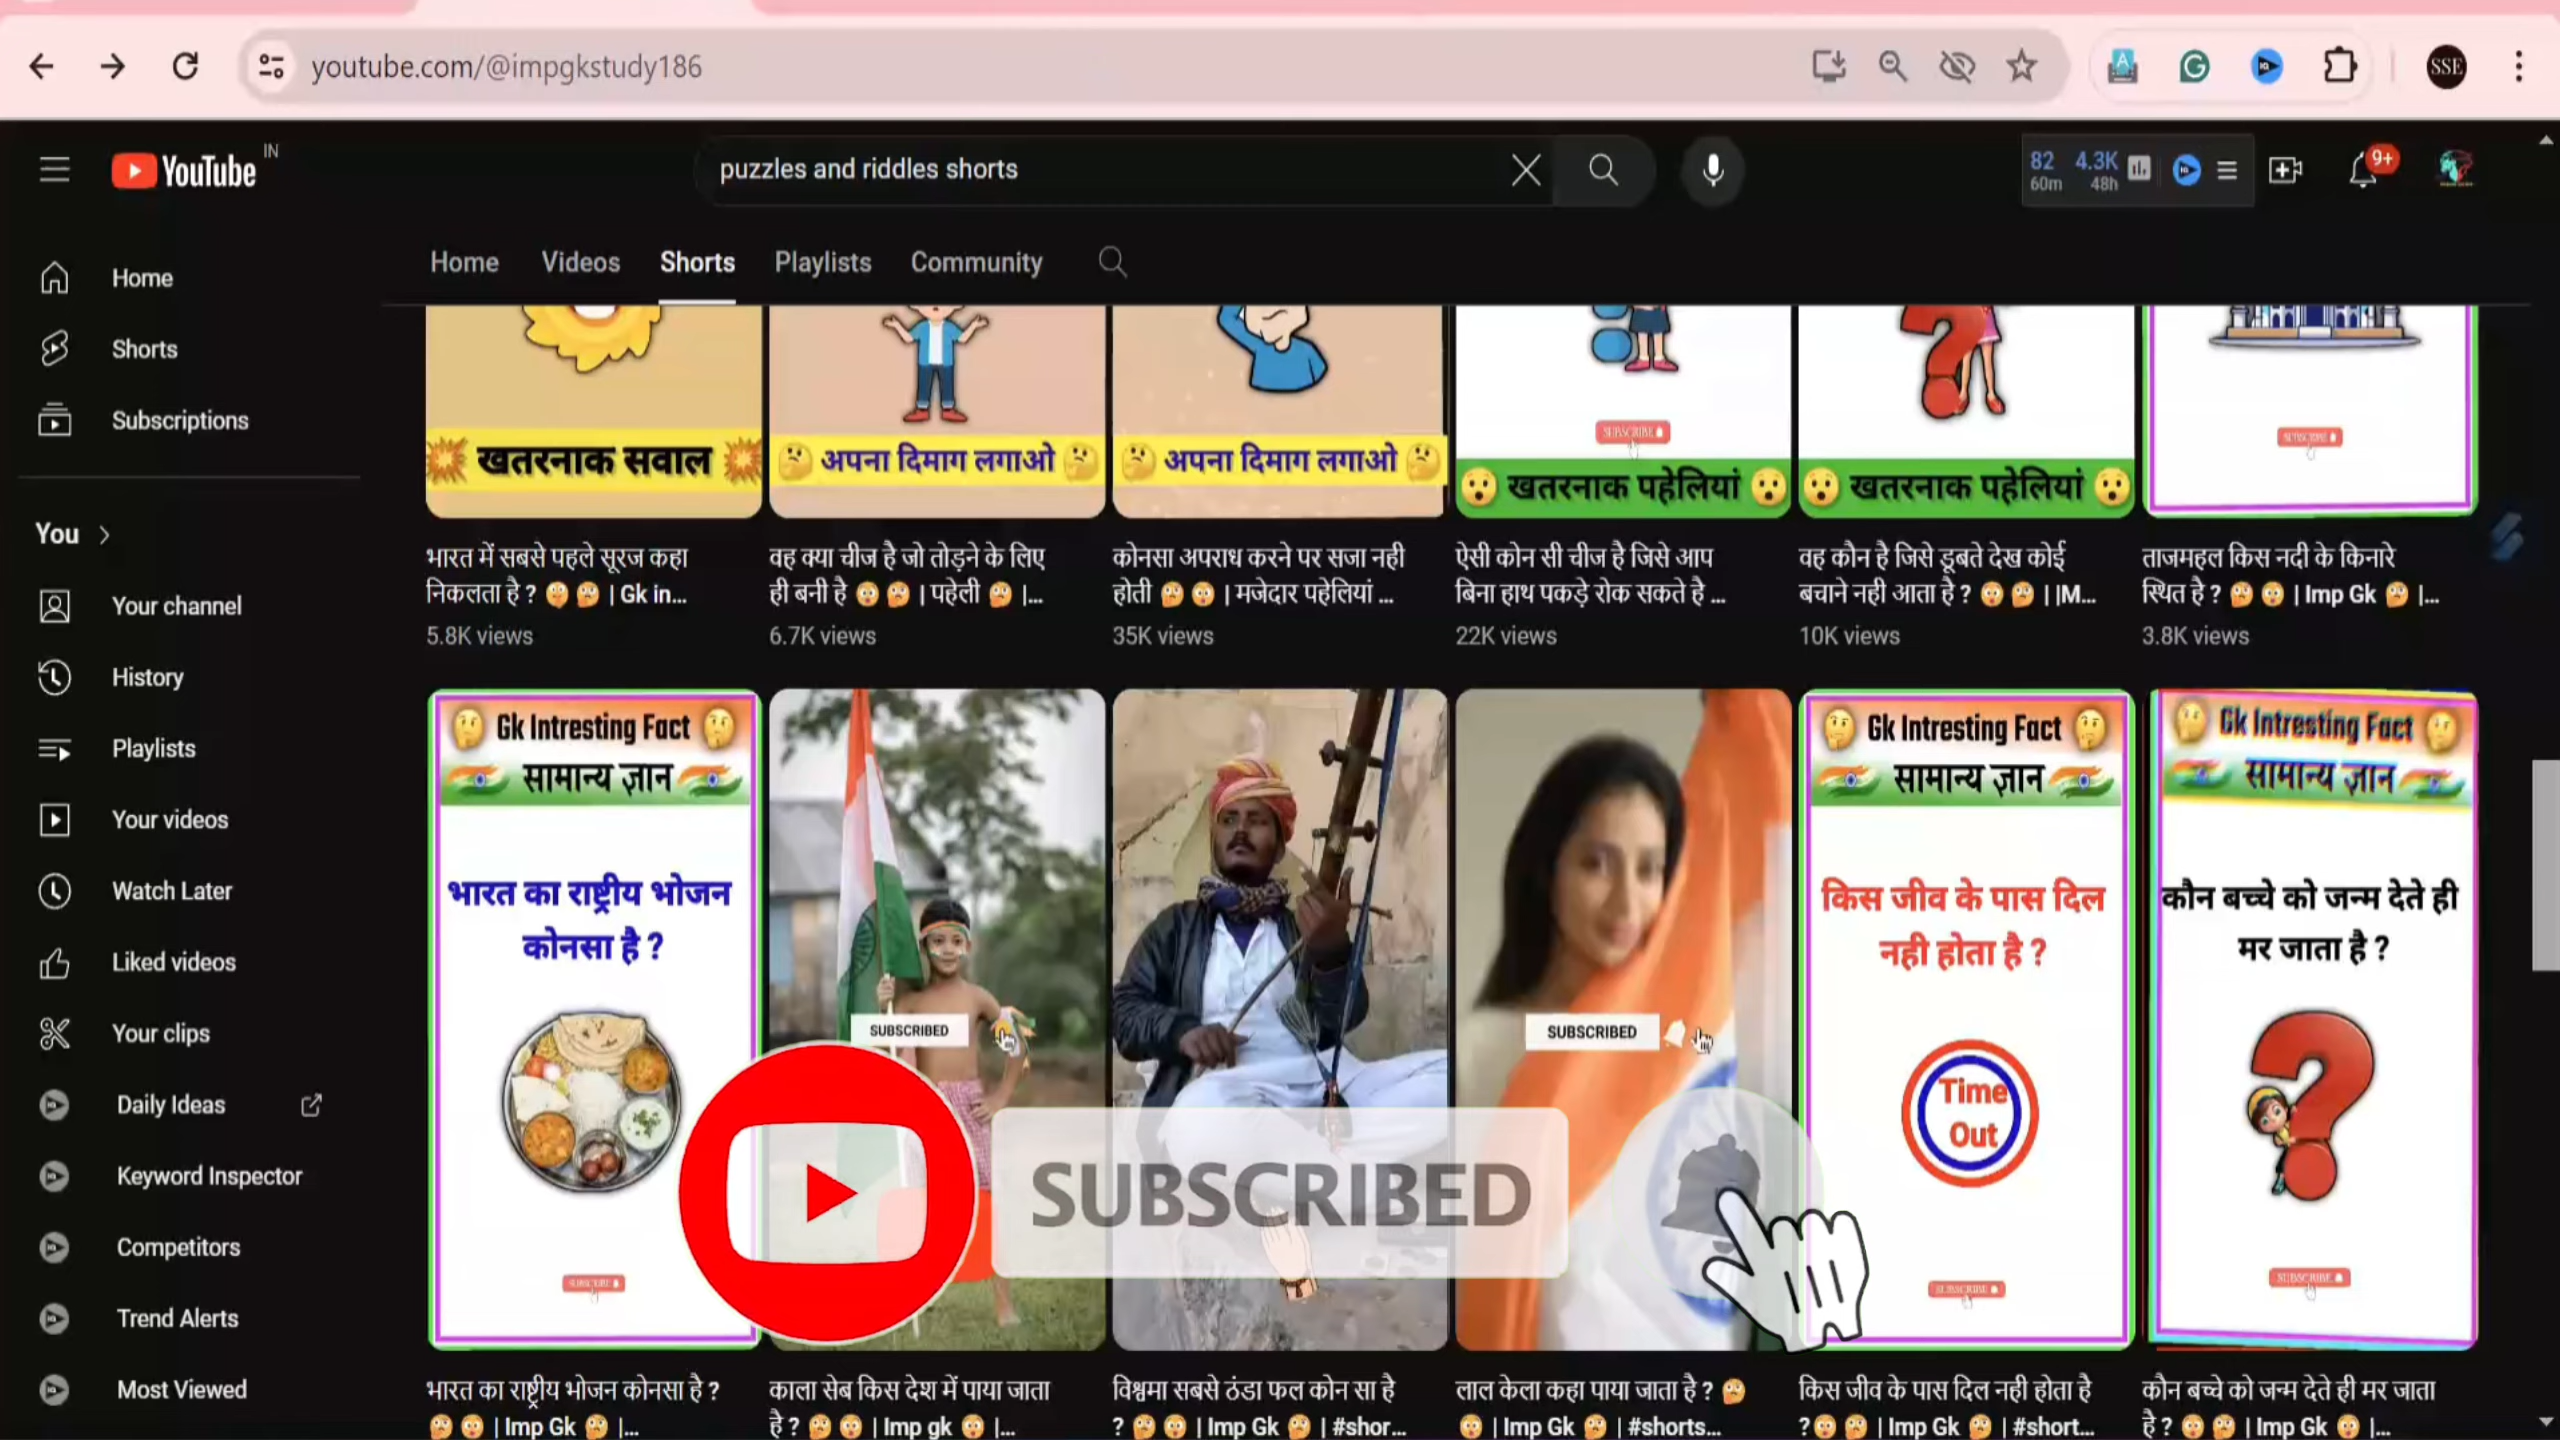 youtube.com/@impgkstudy186
SSE
YouTube IN
puzzles and riddles shorts
82 4.3K
60m 48h
9+
Home Videos Shorts Playlists Community
Home
Shorts
Subscriptions
You
Your channel
History
Playlists
Your videos
Watch Later
Liked videos
Your clips
Daily Ideas
Keyword Inspector
Competitors
Trend Alerts
Most Viewed
खतरनाक सवाल
अपना दिमाग लगाओ
अपना दिमाग लगाओ
SUBSCRIBE
खतरनाक पहेलियां
खतरनाक पहेलियां
SUBSCRIBE
भारत में सबसे पहले सूरज कहा
निकलता है ? 😳 🤔 | Gk in...
5.8K views
वह क्या चीज है जो तोड़ने के लिए
ही बनी है 😳 🤔 | पहेली 🤔 |...
6.7K views
कोनसा अपराध करने पर सजा नही
होती 🤔 😳 | मजेदार पहेलियां ...
35K views
ऐसी कोन सी चीज है जिसे आप
बिना हाथ पकड़े रोक सकते है ...
22K views
वह कौन है जिसे डूबते देख कोई
बचाने नही आता है ? 😳 🤔 | |M...
10K views
ताजमहल किस नदी के किनारे
स्थित है ? 🤔 😳 | Imp Gk 🤔 |...
3.8K views
Gk Intresting Fact
सामान्य ज्ञान
भारत का राष्ट्रीय भोजन
कोनसा है ?
SUBSCRIBE
SUBSCRIBED
SUBSCRIBED
Gk Intresting Fact
सामान्य ज्ञान
किस जीव के पास दिल
नही होता है ?
Time
Out
SUBSCRIBE
Gk Intresting Fact
सामान्य ज्ञान
कौन बच्चे को जन्म देते ही
मर जाता है ?
SUBSCRIBE
SUBSCRIBED
भारत का राष्ट्रीय भोजन कोनसा है ?
🤔 😳 | Imp Gk 🤔 |...
काला सेब किस देश में पाया जाता
है ? 🤔 😳 | Imp gk 😳 |...
विश्वमा सबसे ठंडा फल कोन सा है
? 🤔 😳 | Imp Gk 🤔 | #shor...
लाल केला कहा पाया जाता है ? 🤔
😳 | Imp Gk 🤔 | #shorts...
किस जीव के पास दिल नही होता है
?😳 🤔 | Imp Gk 🤔 | #short...
कौन बच्चे को जन्म देते ही मर जाता
है ? 😳 🤔 | Imp Gk 😳 |...